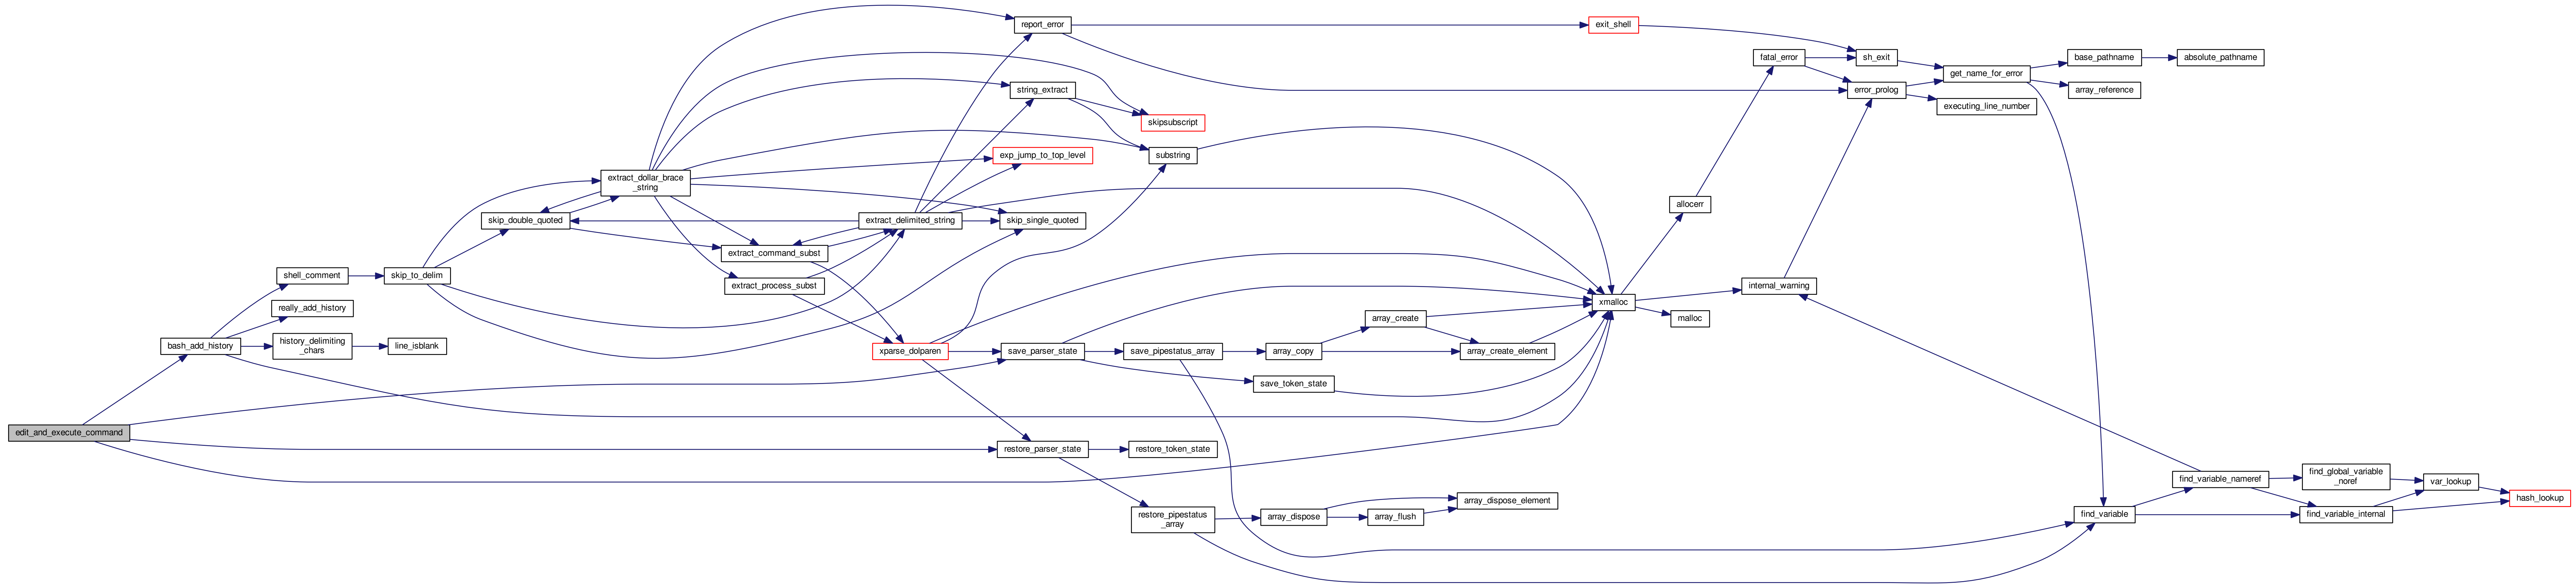 report_error
exit_shell
fatal_error
sh_exit
base_pathname
absolute_pathname
get_name_for_error
string_extract
error_prolog
array_reference
executing_line_number
skipsubscript
exp_jump_to_top_level
substring
extract_dollar_brace
_string
allocerr
skip_double_quoted
extract_delimited_string
skip_single_quoted
extract_command_subst
shell_comment
skip_to_delim
extract_process_subst
internal_warning
really_add_history
xmalloc
malloc
array_create
bash_add_history
history_delimiting
_chars
line_isblank
xparse_dolparen
save_parser_state
save_pipestatus_array
array_copy
array_create_element
save_token_state
edit_and_execute_command
restore_parser_state
restore_token_state
find_variable_nameref
find_global_variable
_noref
var_lookup
hash_lookup
array_dispose_element
restore_pipestatus
_array
array_dispose
array_flush
find_variable
find_variable_internal